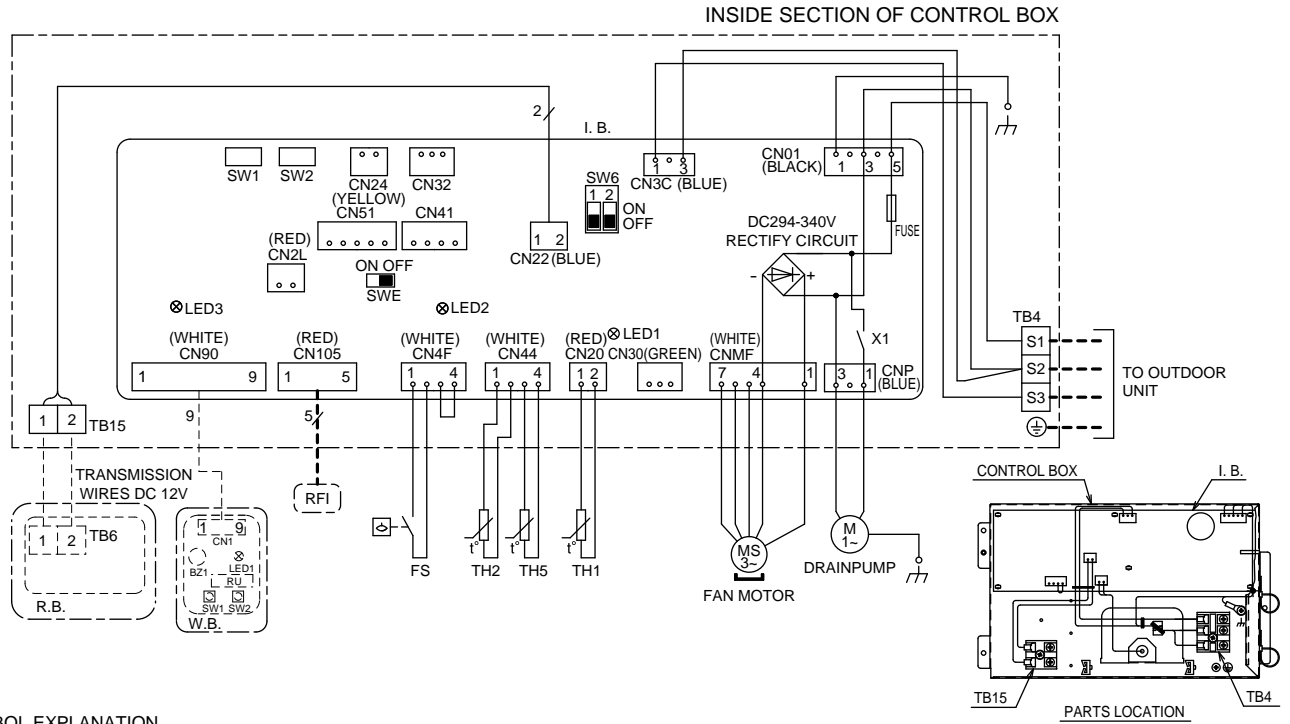 INSIDE SECTION OF CONTROL BOX
2
I. B.
SW1
SW2
CN24
(YELLOW)
CN32
CN51
CN41
(RED)
CN2L
ON OFF
SWE
1 2
CN22(BLUE)
SW6
1 2
ON
OFF
1 3
CN3C (BLUE)
CN01
(BLACK)
1 3 5
FUSE
DC294-340V
RECTIFY CIRCUIT
- +
X1
LED3
LED2
LED1
(WHITE)
CN90
1 9
(RED)
CN105
1 5
(WHITE)
CN4F
1 4
(WHITE)
CN44
1 4
(RED)
CN20
1 2
CN30(GREEN)
(WHITE)
CNMF
7 4 1
3 1
CNP
(BLUE)
TB4
S1
S2
S3
TO OUTDOOR
UNIT
1 2
TB15
9
5
TRANSMISSION
WIRES DC 12V
1 2
TB6
R.B.
1 9
CN1
BZ1
LED1
RU
SW1 SW2
W.B.
RFI
FS
t°
TH2
t°
TH5
t°
TH1
MS
3~
FAN MOTOR
M
1~
DRAINPUMP
CONTROL BOX
I. B.
TB15
TB4
PARTS LOCATION
BOL EXPLANATION